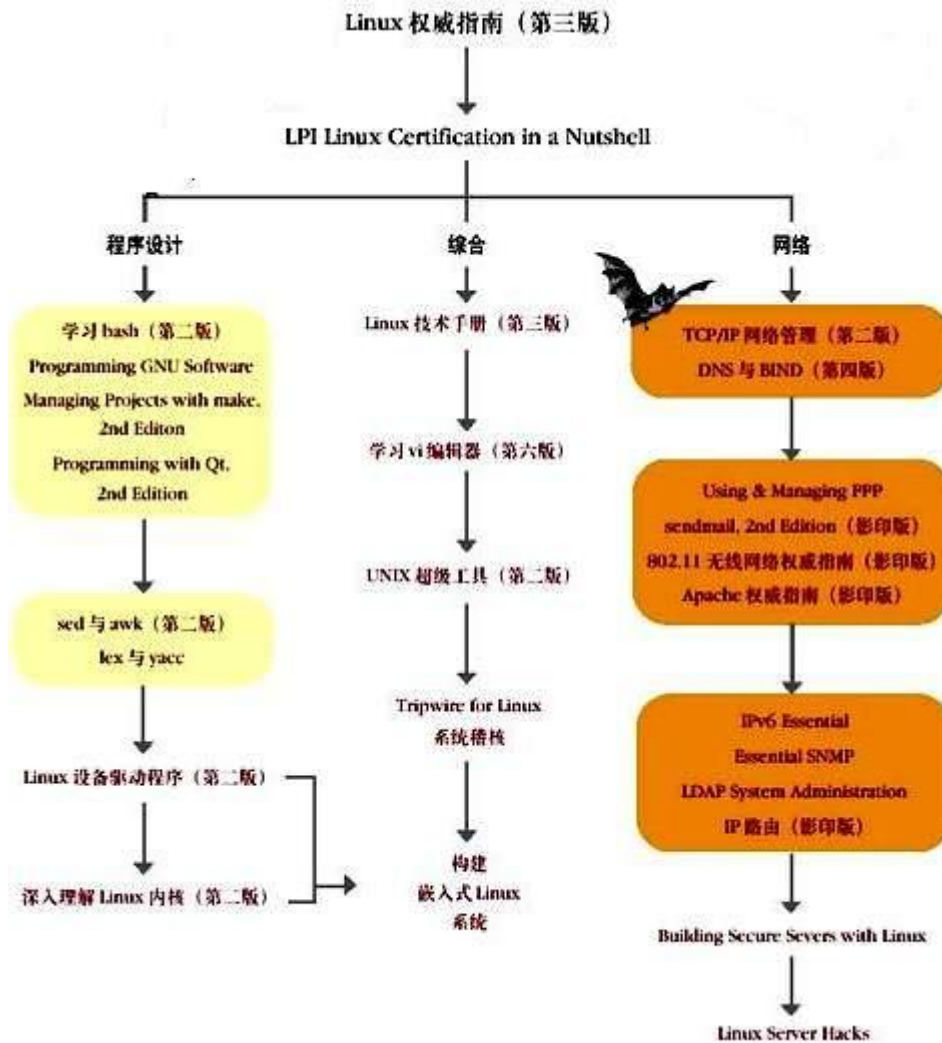 Linux 权威指南（第三版）
LPI Linux Certification in a Nutshell
程序设计
综合
网络
学习 bash（第二版）
Programming GNU Software
Managing Projects with make,
2nd Editon
Programming with Qt,
2nd Edition
sed 与 awk（第二版）
lex 与 yacc
Linux 设备驱动程序（第二版）
深入理解 Linux 内核（第二版）
Linux 技术手册（第三版）
学习 vi 编辑器（第六版）
UNIX 超级工具（第二版）
Tripwire for Linux
系统稽核
构建
嵌入式 Linux
系统
TCP/IP 网络管理（第二版）
DNS 与 BIND（第四版）
Using & Managing PPP
sendmail, 2nd Edition（影印版）
802.11 无线网络权威指南（影印版）
Apache 权威指南（影印版）
IPv6 Essential
Essential SNMP
LDAP System Administration
IP 路由（影印版）
Building Secure Severs with Linux
Linux Server Hacks